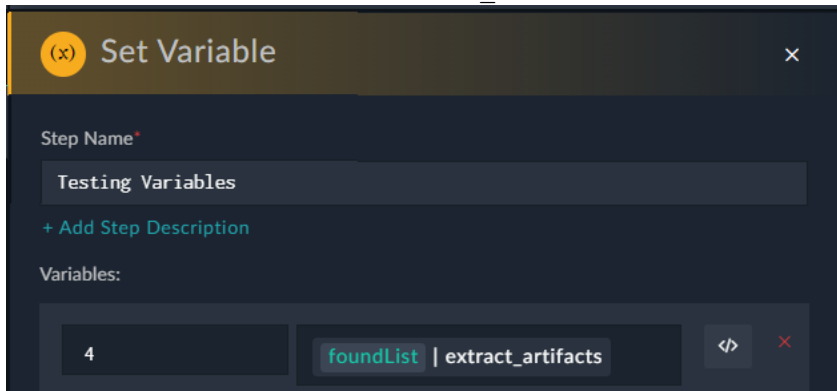 (x) Set Variable ×
Step Name*
Testing Variables
+ Add Step Description
Variables:
4 foundList | extract_artifacts </> ×